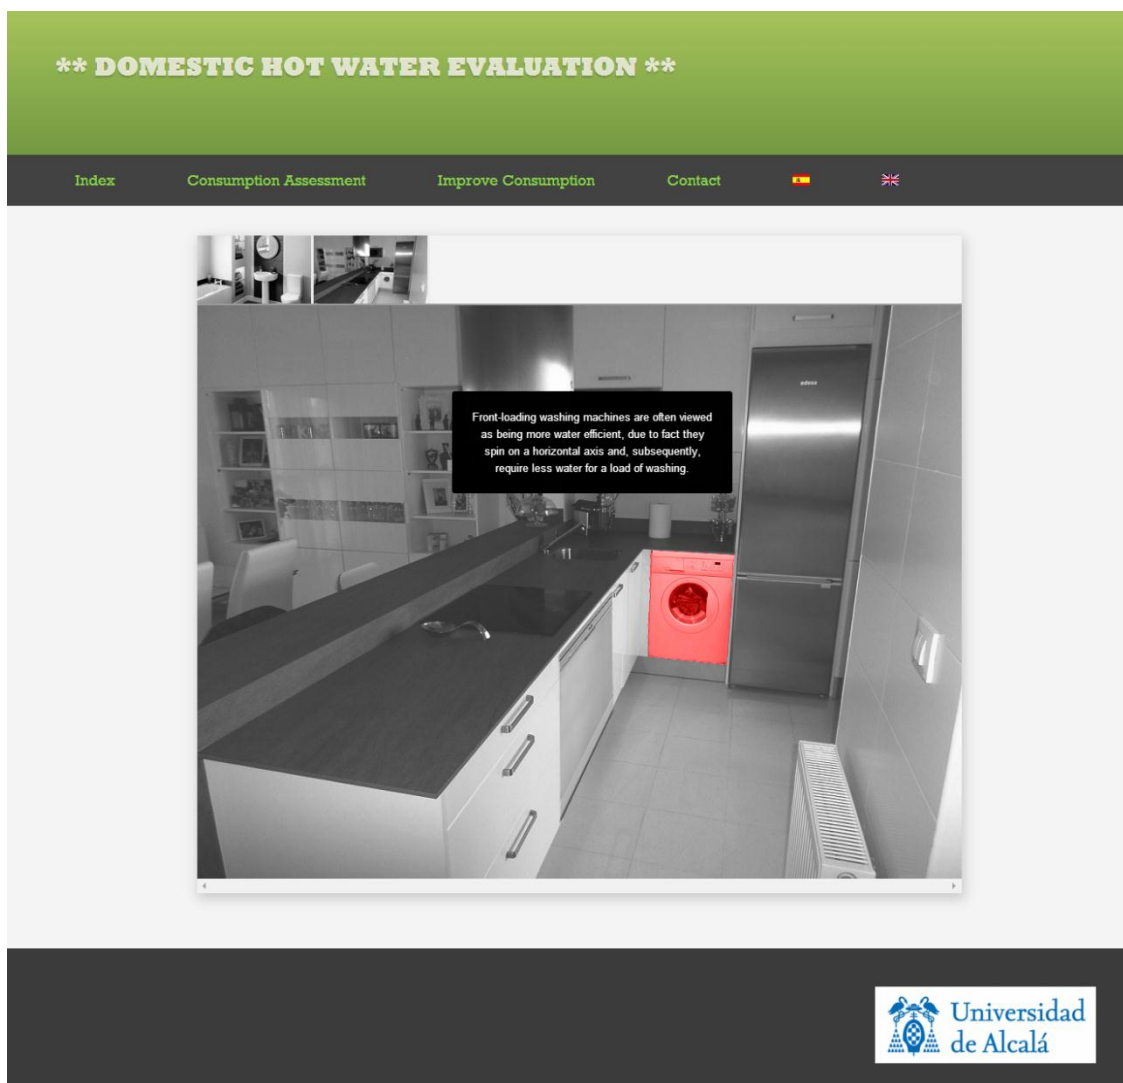 ** DOMESTIC HOT WATER EVALUATION **
Index Consumption Assessment Improve Consumption Contact
Front-loading washing machines are often viewed
as being more water efficient, due to fact they
spin on a horizontal axis and, subsequently,
require less water for a load of washing.
edesa
Universidad
de Alcalá